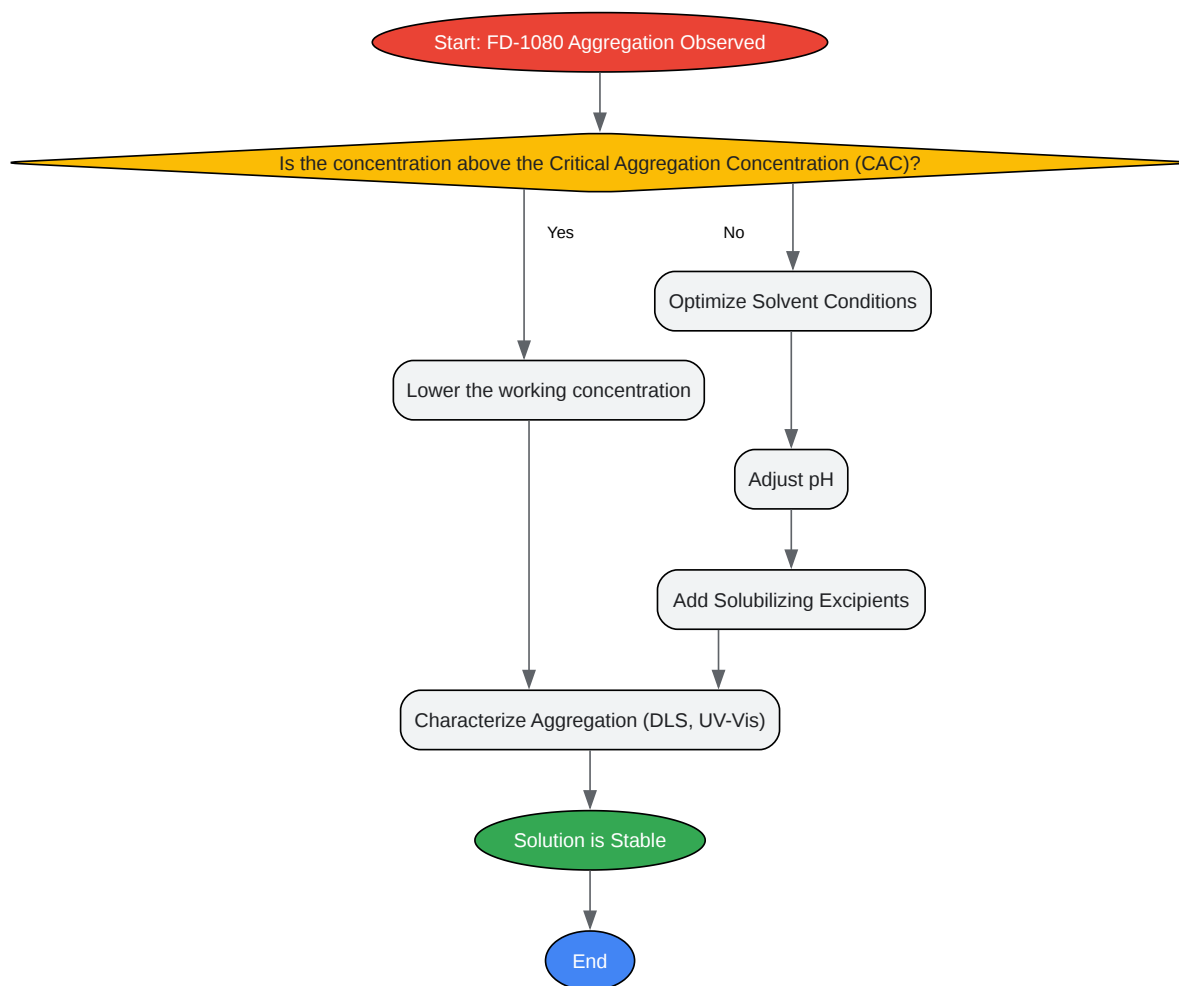 Start: FD-1080 Aggregation Observed
Is the concentration above the Critical Aggregation Concentration (CAC)?
Yes
No
Optimize Solvent Conditions
Lower the working concentration
Adjust pH
Add Solubilizing Excipients
Characterize Aggregation (DLS, UV-Vis)
Solution is Stable
End